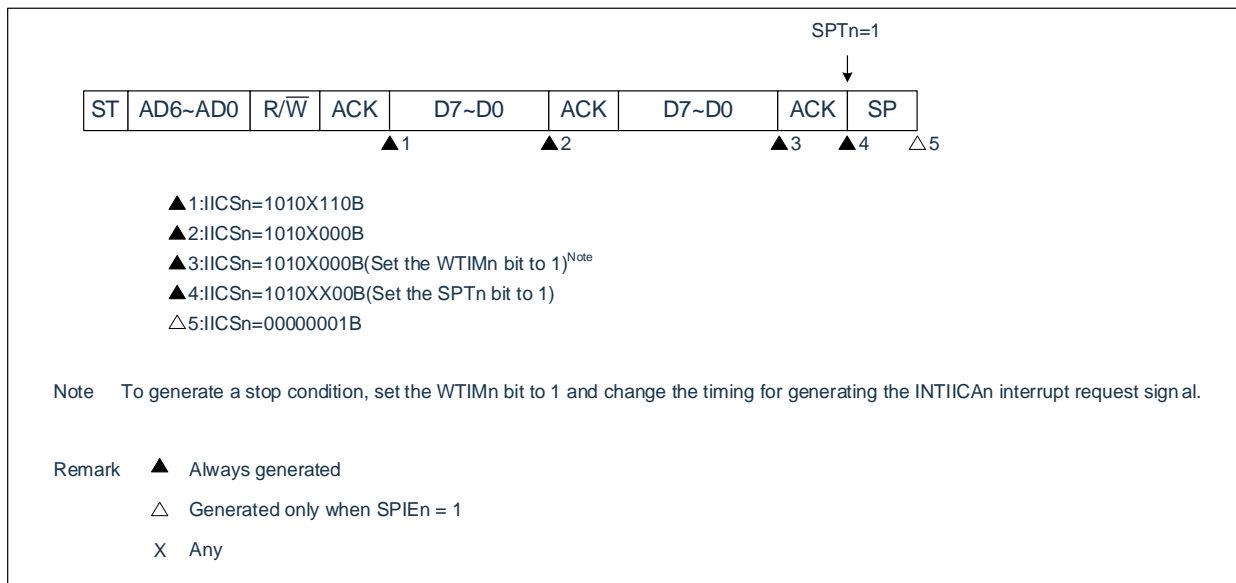 SPTn=1
ST AD6~AD0 R/W̅ ACK D7~D0 ACK D7~D0 ACK SP
▲1 ▲2 ▲3 ▲4 △5
▲1:IICSn=1010X110B
▲2:IICSn=1010X000B
▲3:IICSn=1010X000B(Set the WTIMn bit to 1)Note
▲4:IICSn=1010XX00B(Set the SPTn bit to 1)
△5:IICSn=00000001B
Note To generate a stop condition, set the WTIMn bit to 1 and change the timing for generating the INTIICAn interrupt request signal.
Remark ▲ Always generated
△ Generated only when SPIEn = 1
X Any